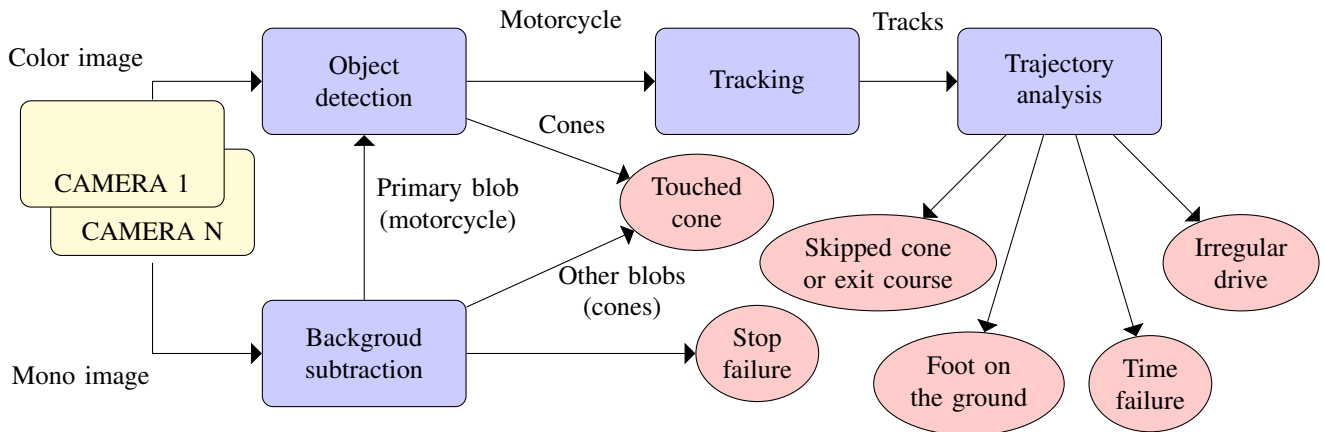 Motorcycle
Tracks
Color image
Object
detection
Tracking
Trajectory
analysis
Cones
CAMERA 1
CAMERA N
Primary blob
(motorcycle)
Touched
cone
Skipped cone
or exit course
Irregular
drive
Other blobs
(cones)
Mono image
Backgroud
subtraction
Stop
failure
Foot on
the ground
Time
failure